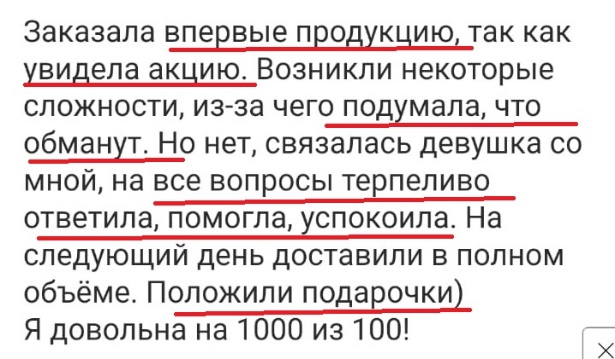 Заказала впервые продукцию, так как
увидела акцию. Возникли некоторые
сложности, из-за чего подумала, что
обманут. Но нет, связалась девушка со
мной, на все вопросы терпеливо
ответила, помогла, успокоила. На
следующий день доставили в полном
объёме. Положили подарочки)
Я довольна на 1000 из 100!